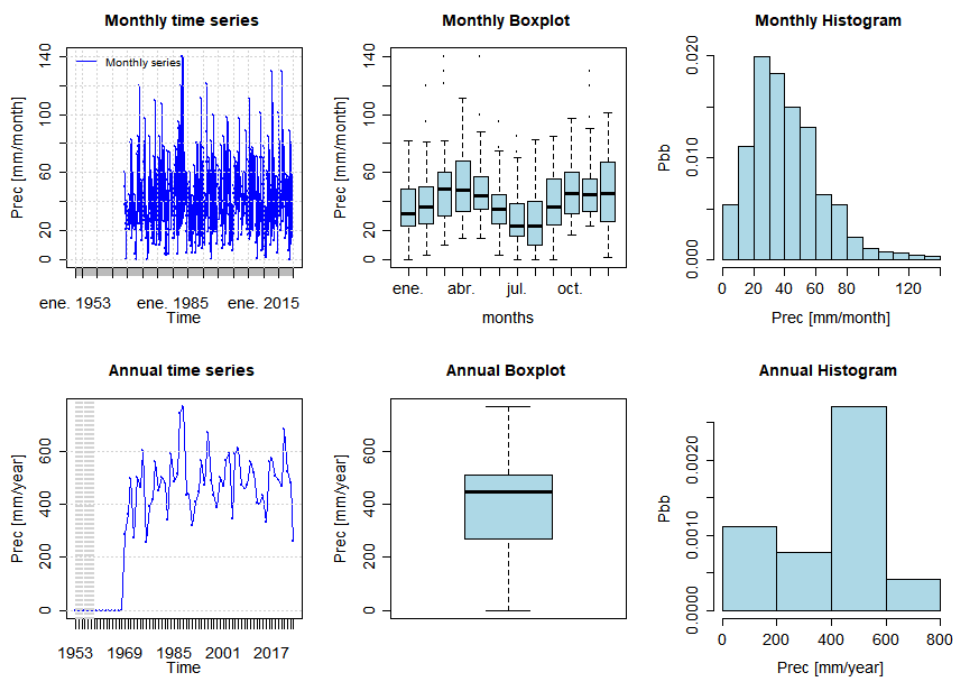 Monthly time series
Monthly Boxplot
Monthly Histogram
Prec [mm/month]
0 20 60 100 140
Monthly series
ene. 1953 ene. 1985 ene. 2015
Time
Prec [mm/month]
0 20 60 100 140
ene. abr. jul. oct.
months
Pbb
0.000 0.010 0.020
0 20 40 60 80 120
Prec [mm/month]
Annual time series
Annual Boxplot
Annual Histogram
Prec [mm/year]
0 200 400 600
1953 1969 1985 2001 2017
Time
Prec [mm/year]
0 200 400 600
Pbb
0.0000 0.0010 0.0020
0 200 400 600 800
Prec [mm/year]